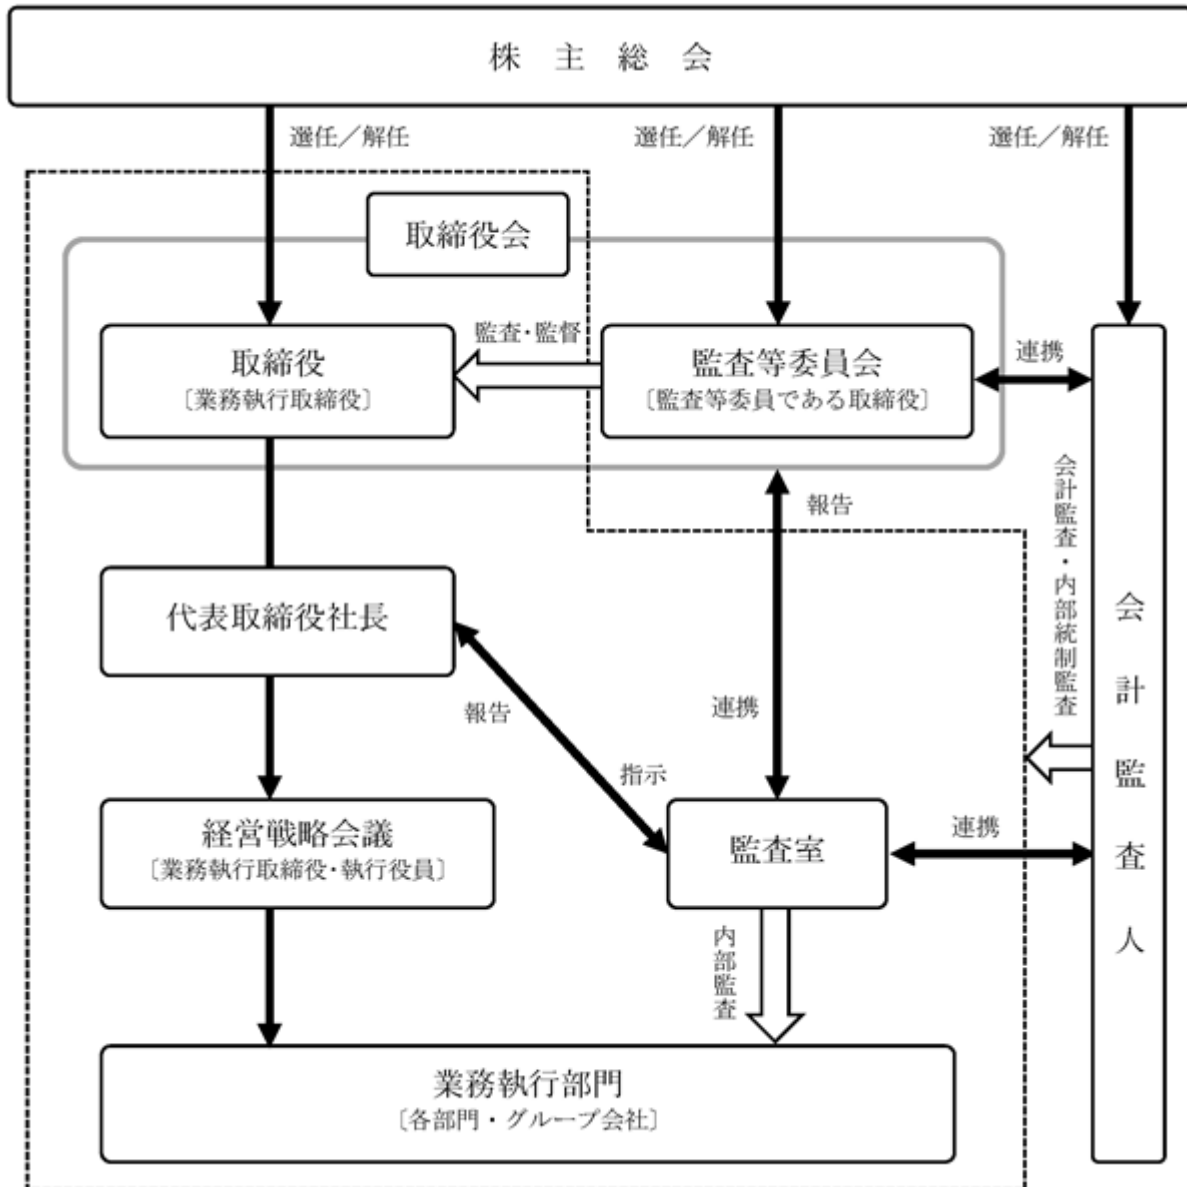 株 主 総 会
選任／解任
選任／解任
選任／解任
取締役会
取締役
〔業務執行取締役〕
監査・監督
監査等委員会
〔監査等委員である取締役〕
連携
報告
会計監査・内部統制監査
代表取締役社長
報告
指示
連携
経営戦略会議
〔業務執行取締役・執行役員〕
監査室
連携
会計監査人
内部監査
業務執行部門
〔各部門・グループ会社〕